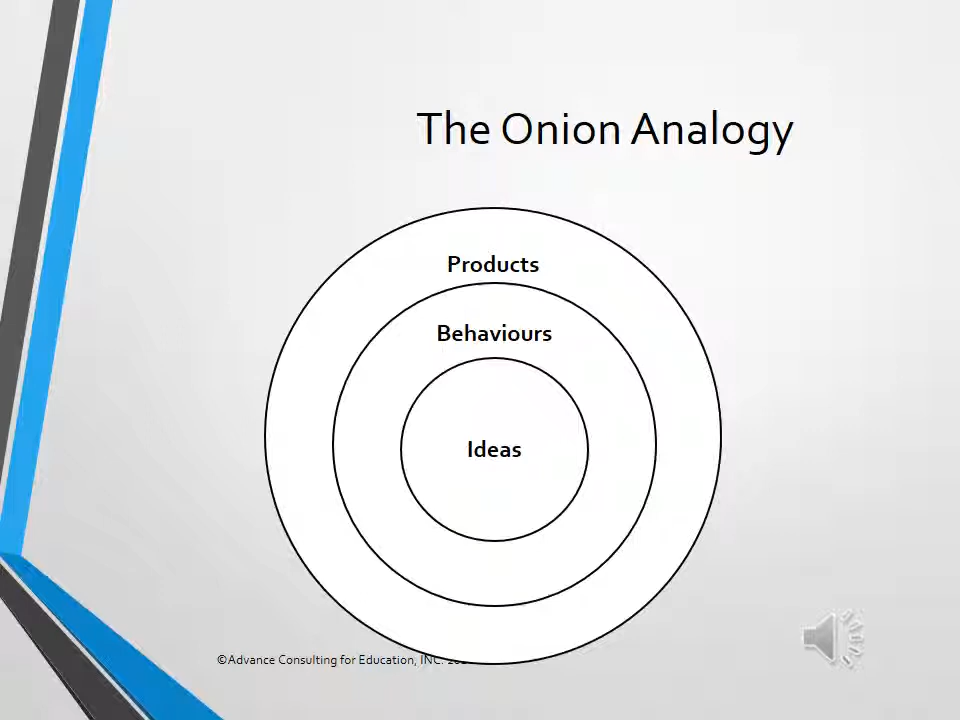 The Onion Analogy
Products
Behaviours
Ideas
©Advance Consulting for Education, INC.